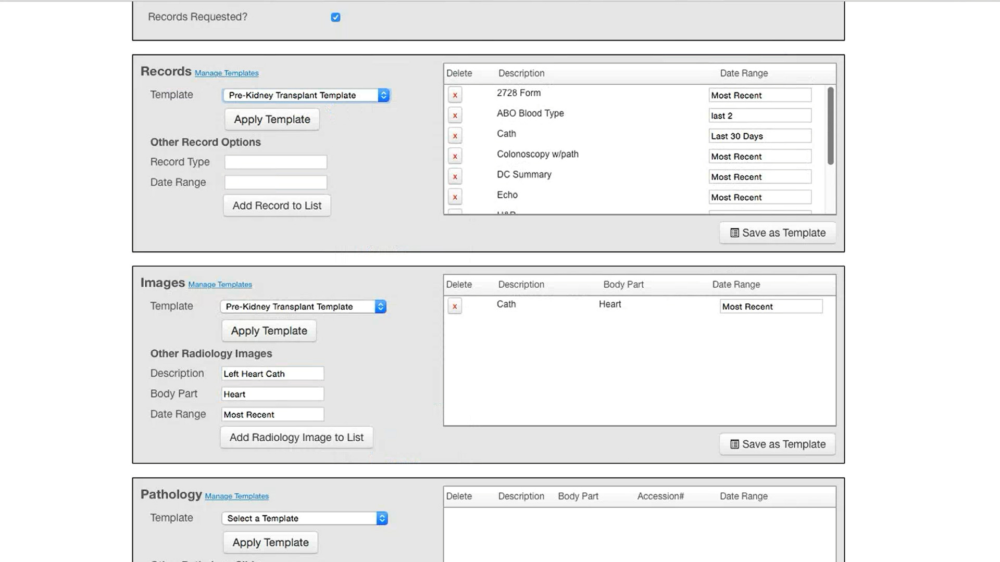 Records Requested?
Records Manage Templates
Template Pre-Kidney Transplant Template
Apply Template
Other Record Options
Record Type
Date Range
Add Record to List
Delete Description Date Range
x 2728 Form Most Recent
x ABO Blood Type last 2
x Cath Last 30 Days
x Colonoscopy w/path Most Recent
x DC Summary Most Recent
x Echo Most Recent
Save as Template
Images Manage Templates
Template Pre-Kidney Transplant Template
Apply Template
Other Radiology Images
Description Left Heart Cath
Body Part Heart
Date Range Most Recent
Add Radiology Image to List
Delete Description Body Part Date Range
x Cath Heart Most Recent
Save as Template
Pathology Manage Templates
Template Select a Template
Apply Template
Delete Description Body Part Accession# Date Range